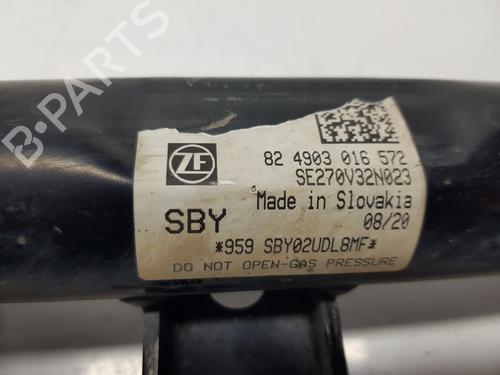 ZF
82 4903 016 572
SE270V32N023
Made in Slovakia
SBY
08/20
*959 SBY02UDL8MF*
DO NOT OPEN-GAS PRESSURE
B-PARTS